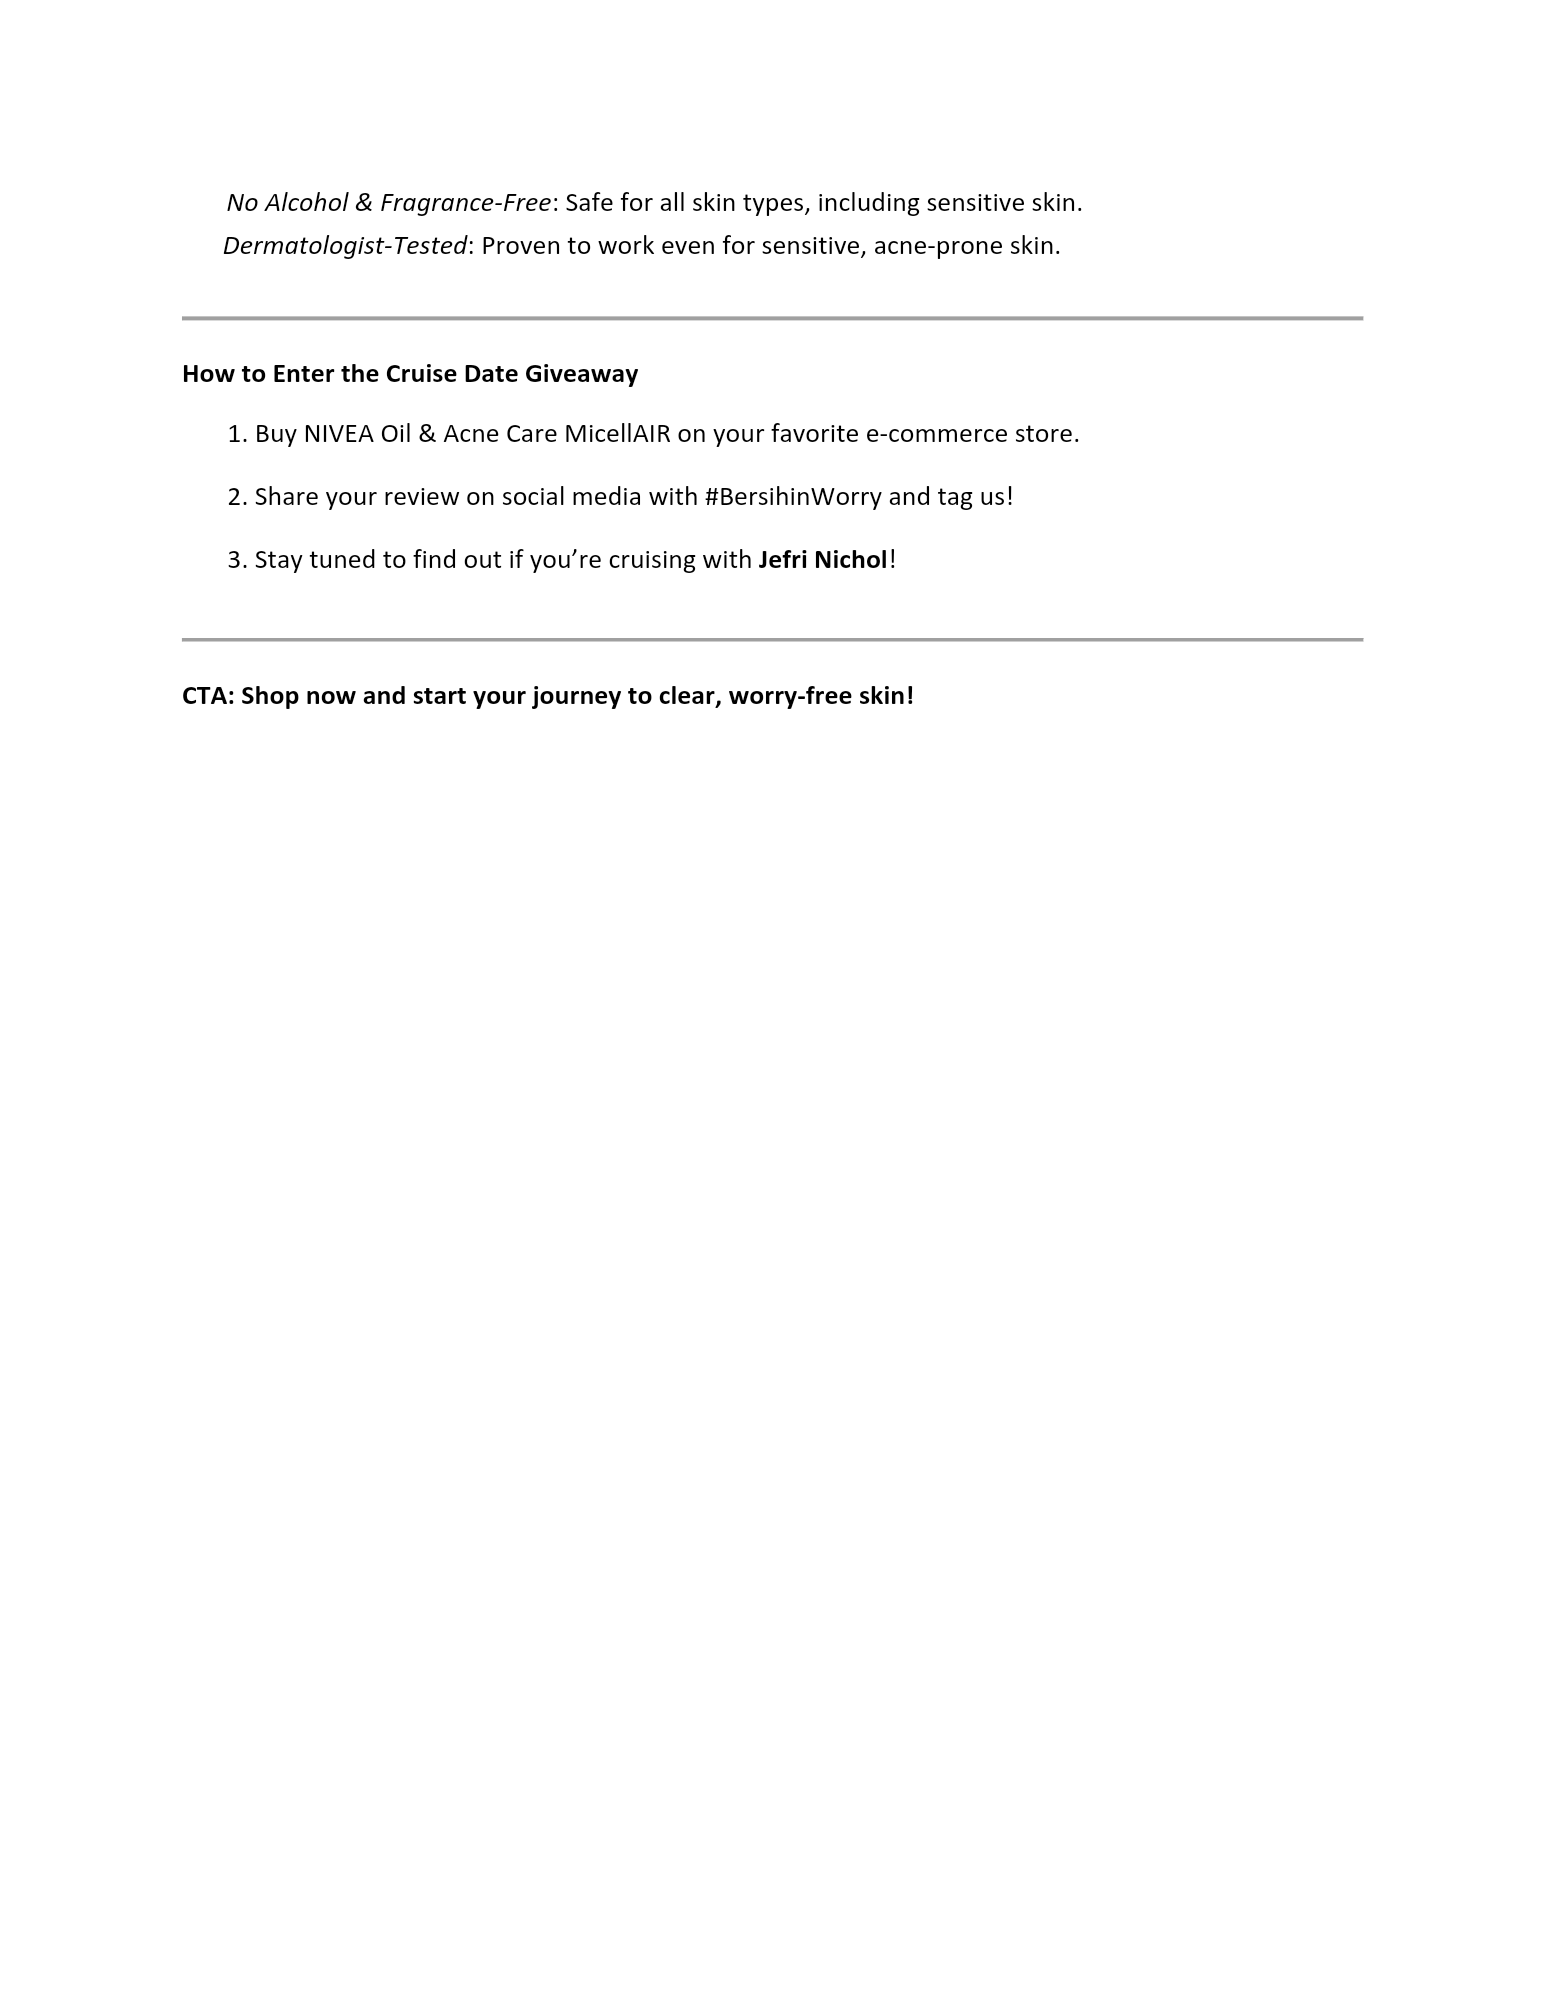 No Alcohol & Fragrance-Free: Safe for all skin types, including sensitive skin.
Dermatologist-Tested: Proven to work even for sensitive, acne-prone skin.
How to Enter the Cruise Date Giveaway
1. Buy NIVEA Oil & Acne Care MicellAIR on your favorite e-commerce store.
2. Share your review on social media with #BersihinWorry and tag us!
3. Stay tuned to find out if you’re cruising with Jefri Nichol!
CTA: Shop now and start your journey to clear, worry-free skin!